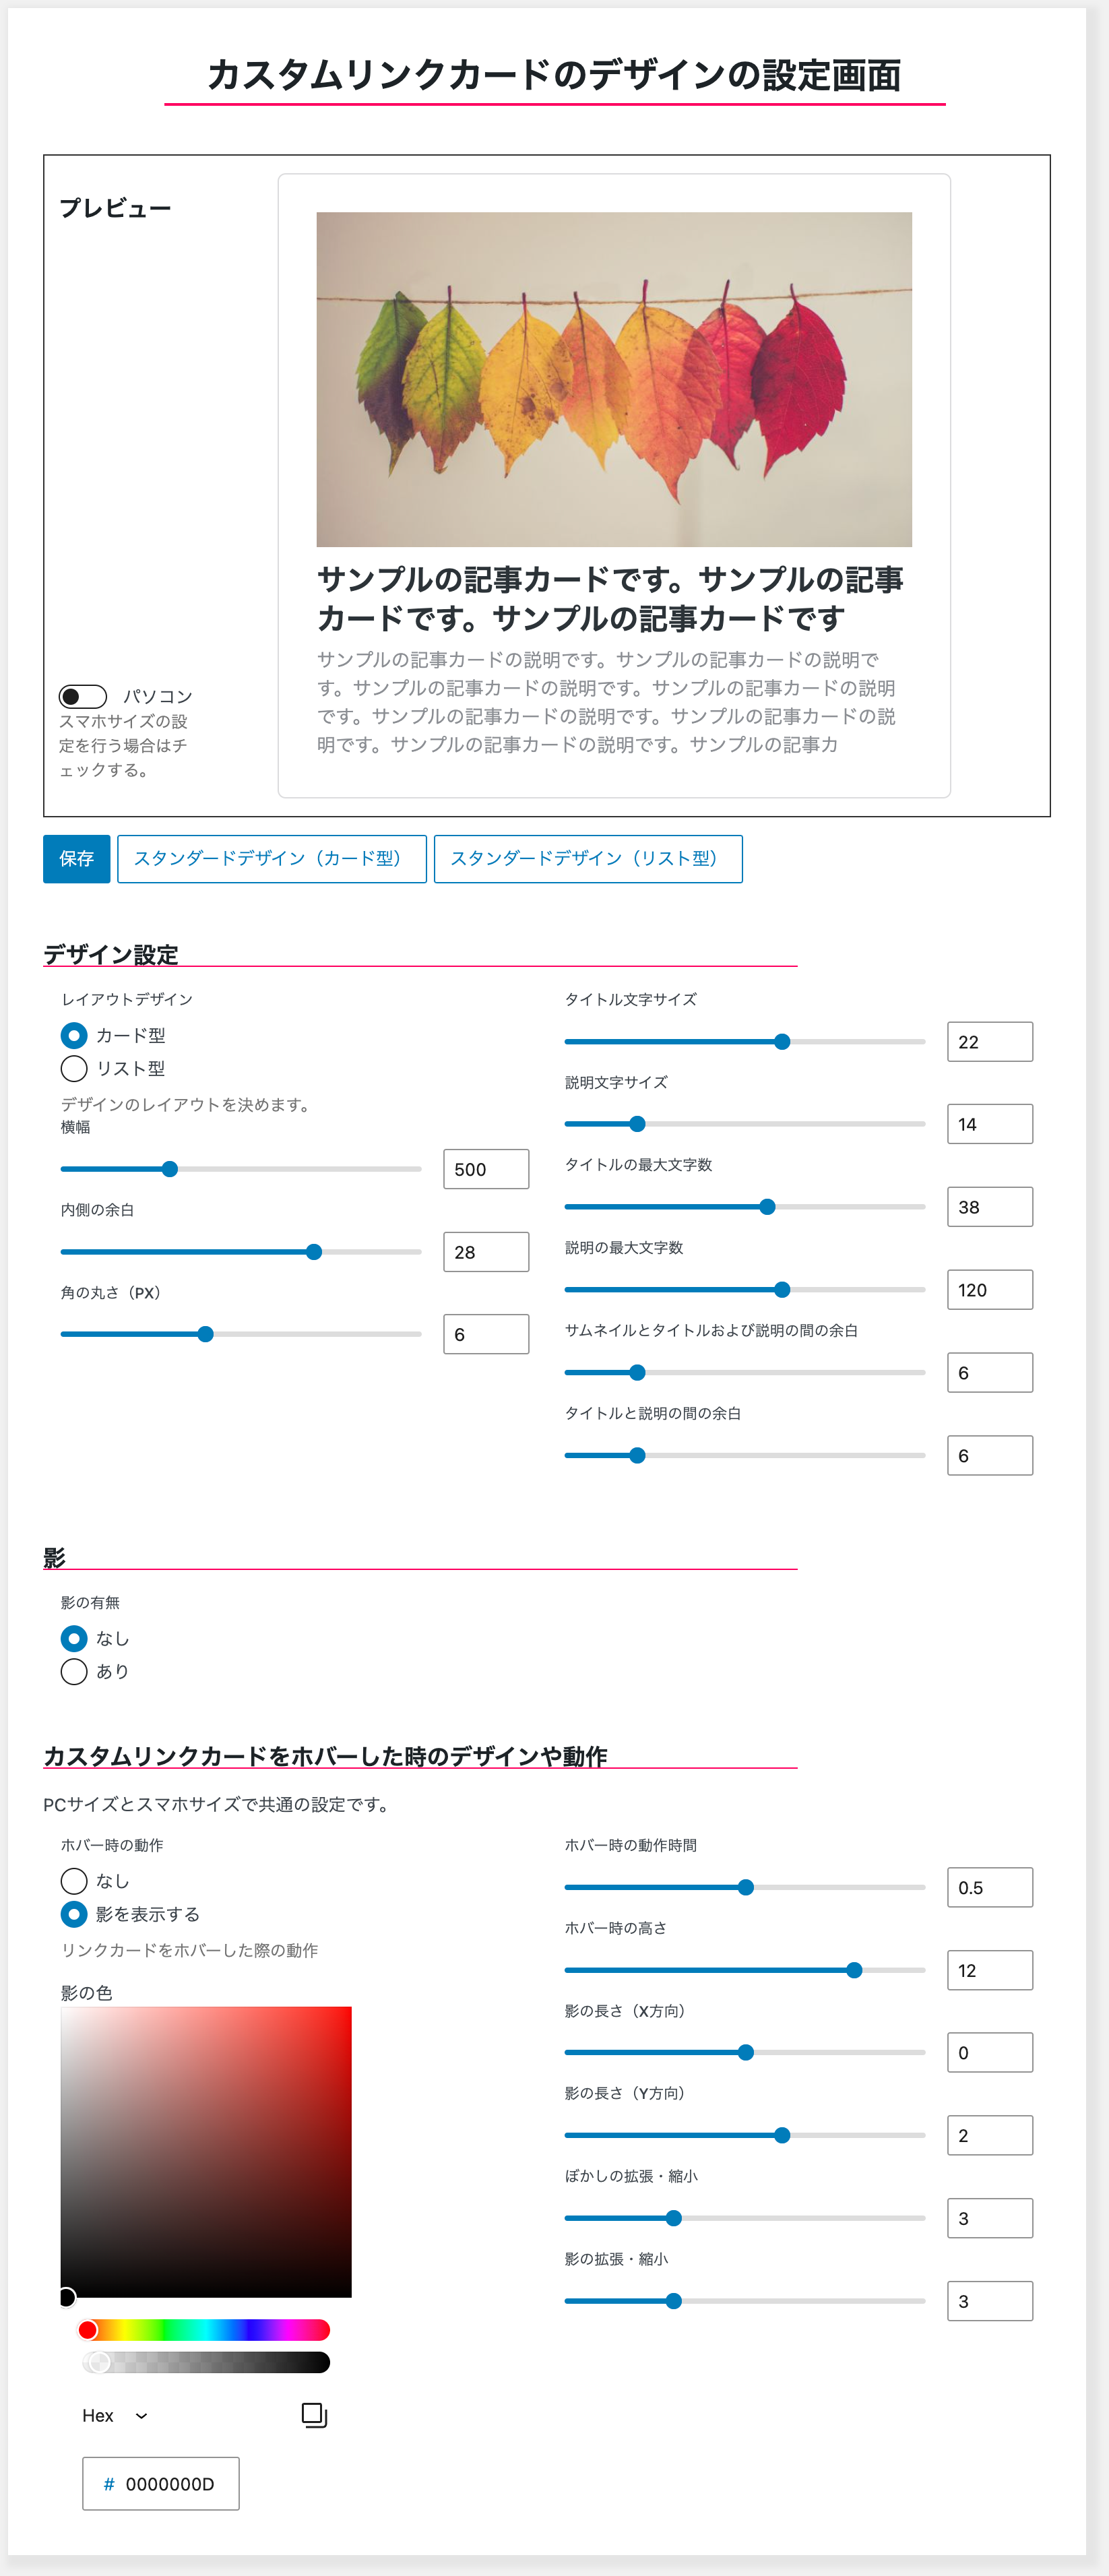 カスタムリンクカードのデザインの設定画面
プレビュー
サンプルの記事カードです。サンプルの記事
カードです。サンプルの記事カードです
サンプルの記事カードの説明です。サンプルの記事カードの説明で
す。サンプルの記事カードの説明です。サンプルの記事カードの説明
です。サンプルの記事カードの説明です。サンプルの記事カードの説
明です。サンプルの記事カードの説明です。サンプルの記事カ
パソコン
スマホサイズの設
定を行う場合はチ
ェックする。
保存
スタンダードデザイン（カード型）
スタンダードデザイン（リスト型）
デザイン設定
レイアウトデザイン
カード型
リスト型
デザインのレイアウトを決めます。
横幅
500
内側の余白
28
角の丸さ（PX）
6
タイトル文字サイズ
22
説明文字サイズ
14
タイトルの最大文字数
38
説明の最大文字数
120
サムネイルとタイトルおよび説明の間の余白
6
タイトルと説明の間の余白
6
影
影の有無
なし
あり
カスタムリンクカードをホバーした時のデザインや動作
PCサイズとスマホサイズで共通の設定です。
ホバー時の動作
なし
影を表示する
リンクカードをホバーした際の動作
影の色
Hex
# 0000000D
ホバー時の動作時間
0.5
ホバー時の高さ
12
影の長さ（X方向）
0
影の長さ（Y方向）
2
ぼかしの拡張・縮小
3
影の拡張・縮小
3